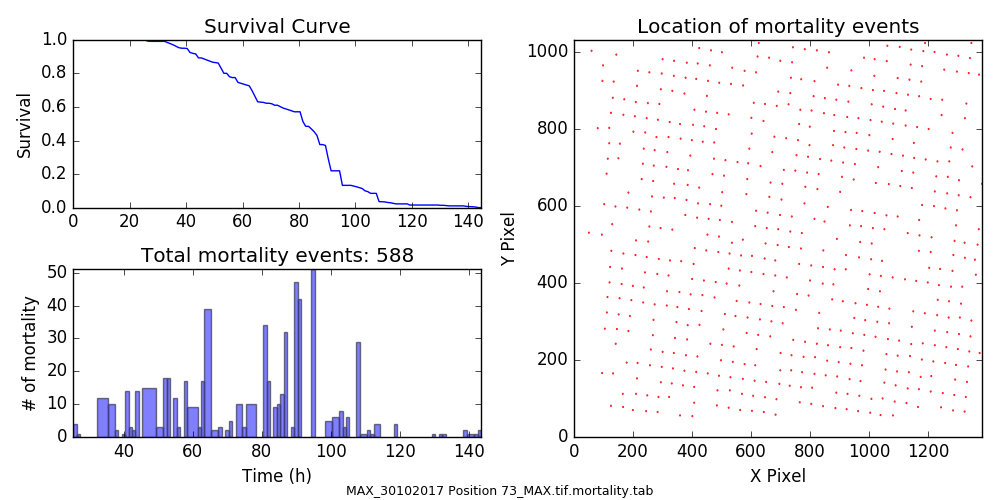 Survival Curve
1.0
0.8
0.6
0.4
0.2
0.0
Survival
0 20 40 60 80 100 120 140
Total mortality events: 588
50
40
30
20
10
0
# of mortality
40 60 80 100 120 140
Time (h)
Location of mortality events
1000
800
600
400
200
0
Y Pixel
0 200 400 600 800 1000 1200
X Pixel
MAX_30102017 Position 73_MAX.tif.mortality.tab